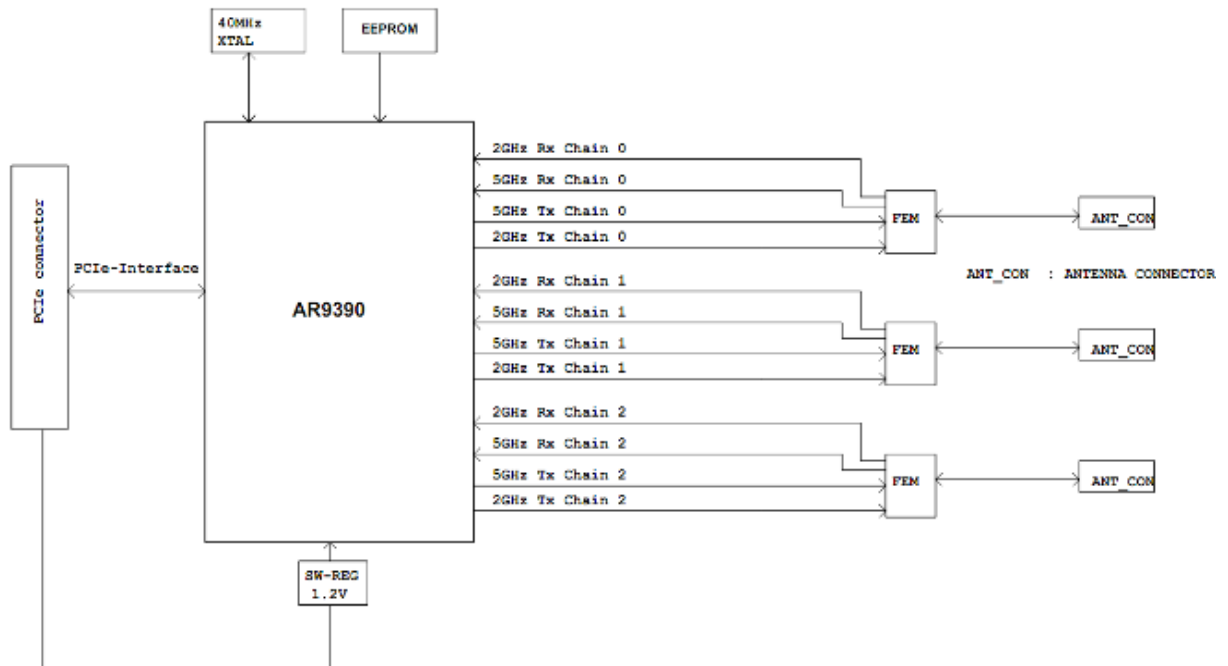 40MHz
XTAL
EEPROM
2GHz Rx Chain 0
5GHz Rx Chain 0
5GHz Tx Chain 0
2GHz Tx Chain 0
FEM
ANT_CON
PCIe connector
PCIe-Interface
AR9390
ANT_CON : ANTENNA CONNECTOR
2GHz Rx Chain 1
5GHz Rx Chain 1
5GHz Tx Chain 1
2GHz Tx Chain 1
FEM
ANT_CON
2GHz Rx Chain 2
5GHz Rx Chain 2
5GHz Tx Chain 2
2GHz Tx Chain 2
FEM
ANT_CON
SW-REG
1.2V